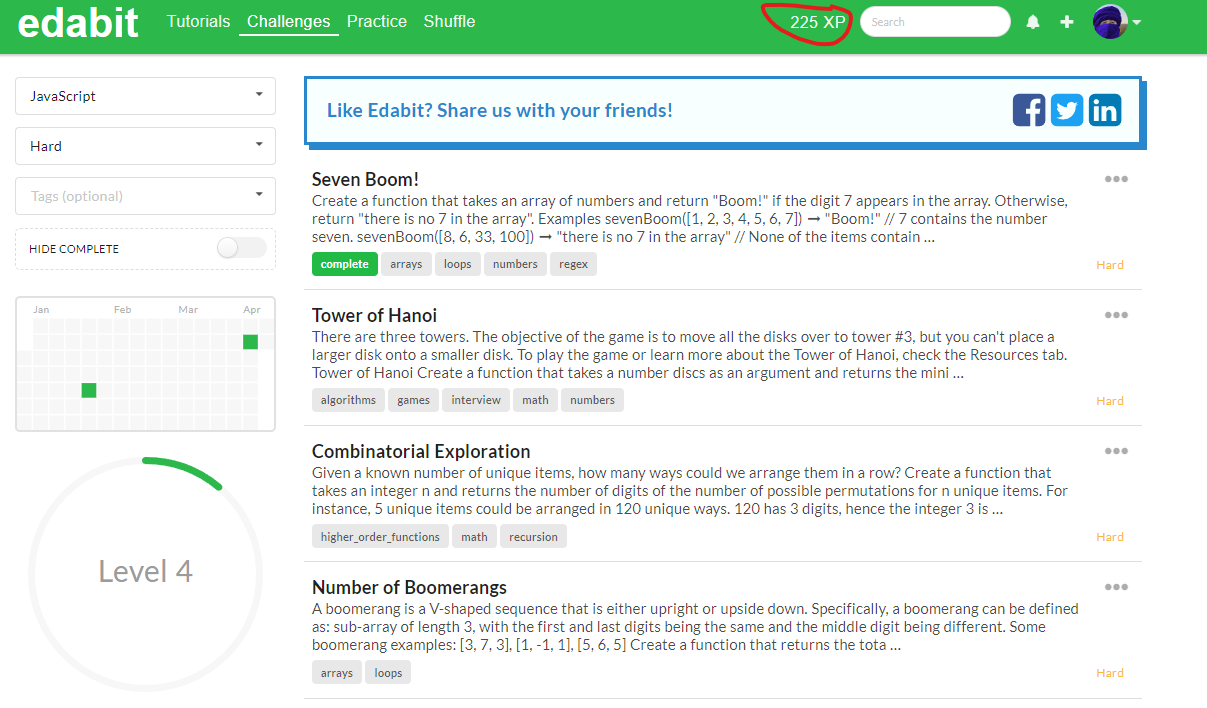 edabit
Tutorials Challenges Practice Shuffle
225 XP
Search
JavaScript
Hard
Tags (optional)
HIDE COMPLETE
Jan Feb Mar Apr
Level 4
Like Edabit? Share us with your friends!
Seven Boom!
Create a function that takes an array of numbers and return "Boom!" if the digit 7 appears in the array. Otherwise,
return "there is no 7 in the array". Examples sevenBoom([1, 2, 3, 4, 5, 6, 7]) ➞ "Boom!" // 7 contains the number
seven. sevenBoom([8, 6, 33, 100]) ➞ "there is no 7 in the array" // None of the items contain ...
complete arrays loops numbers regex
Hard
Tower of Hanoi
There are three towers. The objective of the game is to move all the disks over to tower #3, but you can't place a
larger disk onto a smaller disk. To play the game or learn more about the Tower of Hanoi, check the Resources tab.
Tower of Hanoi Create a function that takes a number discs as an argument and returns the mini ...
algorithms games interview math numbers
Hard
Combinatorial Exploration
Given a known number of unique items, how many ways could we arrange them in a row? Create a function that
takes an integer n and returns the number of digits of the number of possible permutations for n unique items. For
instance, 5 unique items could be arranged in 120 unique ways. 120 has 3 digits, hence the integer 3 is ...
higher_order_functions math recursion
Hard
Number of Boomerangs
A boomerang is a V-shaped sequence that is either upright or upside down. Specifically, a boomerang can be defined
as: sub-array of length 3, with the first and last digits being the same and the middle digit being different. Some
boomerang examples: [3, 7, 3], [1, -1, 1], [5, 6, 5] Create a function that returns the tota ...
arrays loops
Hard